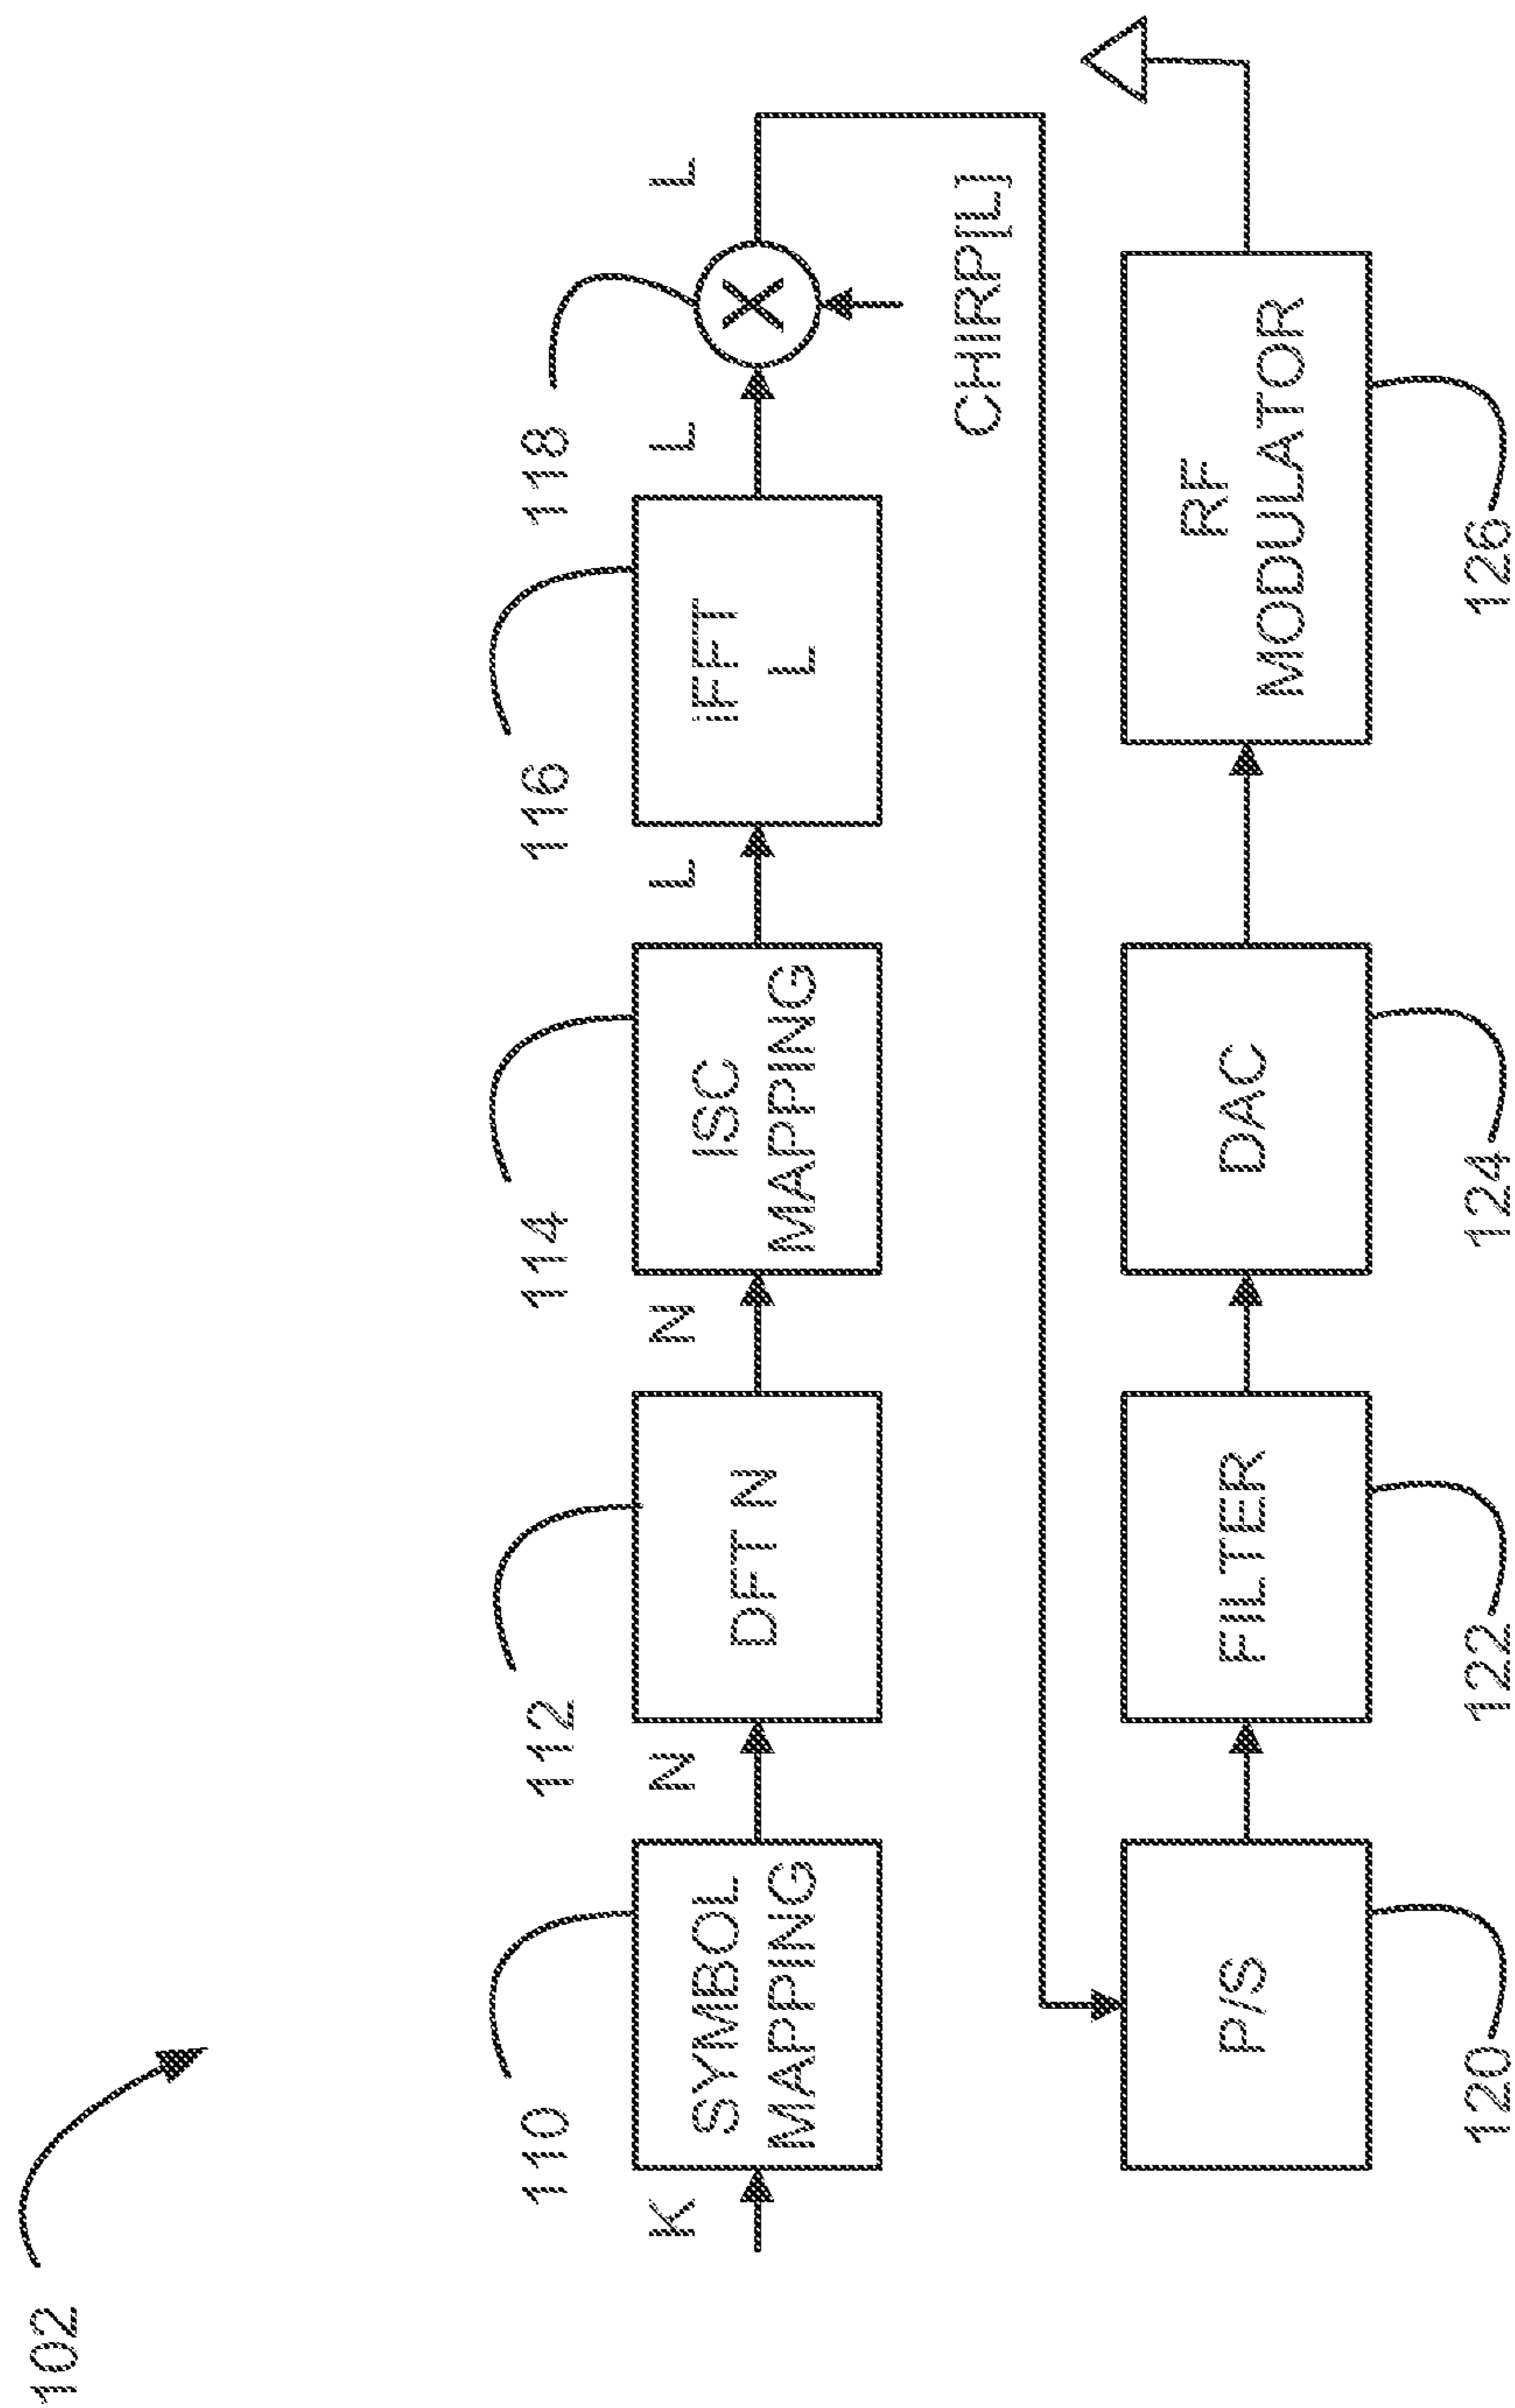 102
110
112
114
116
118
K
N
N
L
L
L
SYMBOL
MAPPING
DFT N
ISC
MAPPING
iFFT
L
X
CHIRP[L]
P/S
FILTER
DAC
RF
MODULATOR
120
122
124
126